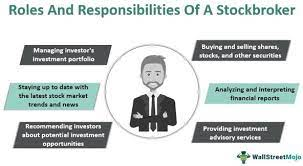 Roles And Responsibilities Of A Stockbroker
Managing investor's
investment portfolio
Buying and selling shares,
stocks, and other securities
Staying up to date with
the latest stock market
trends and news
Analyzing and interpreting
financial reports
Recommending investors
about potential investment
opportunities
Providing investment
advisory services
WallStreetMojo